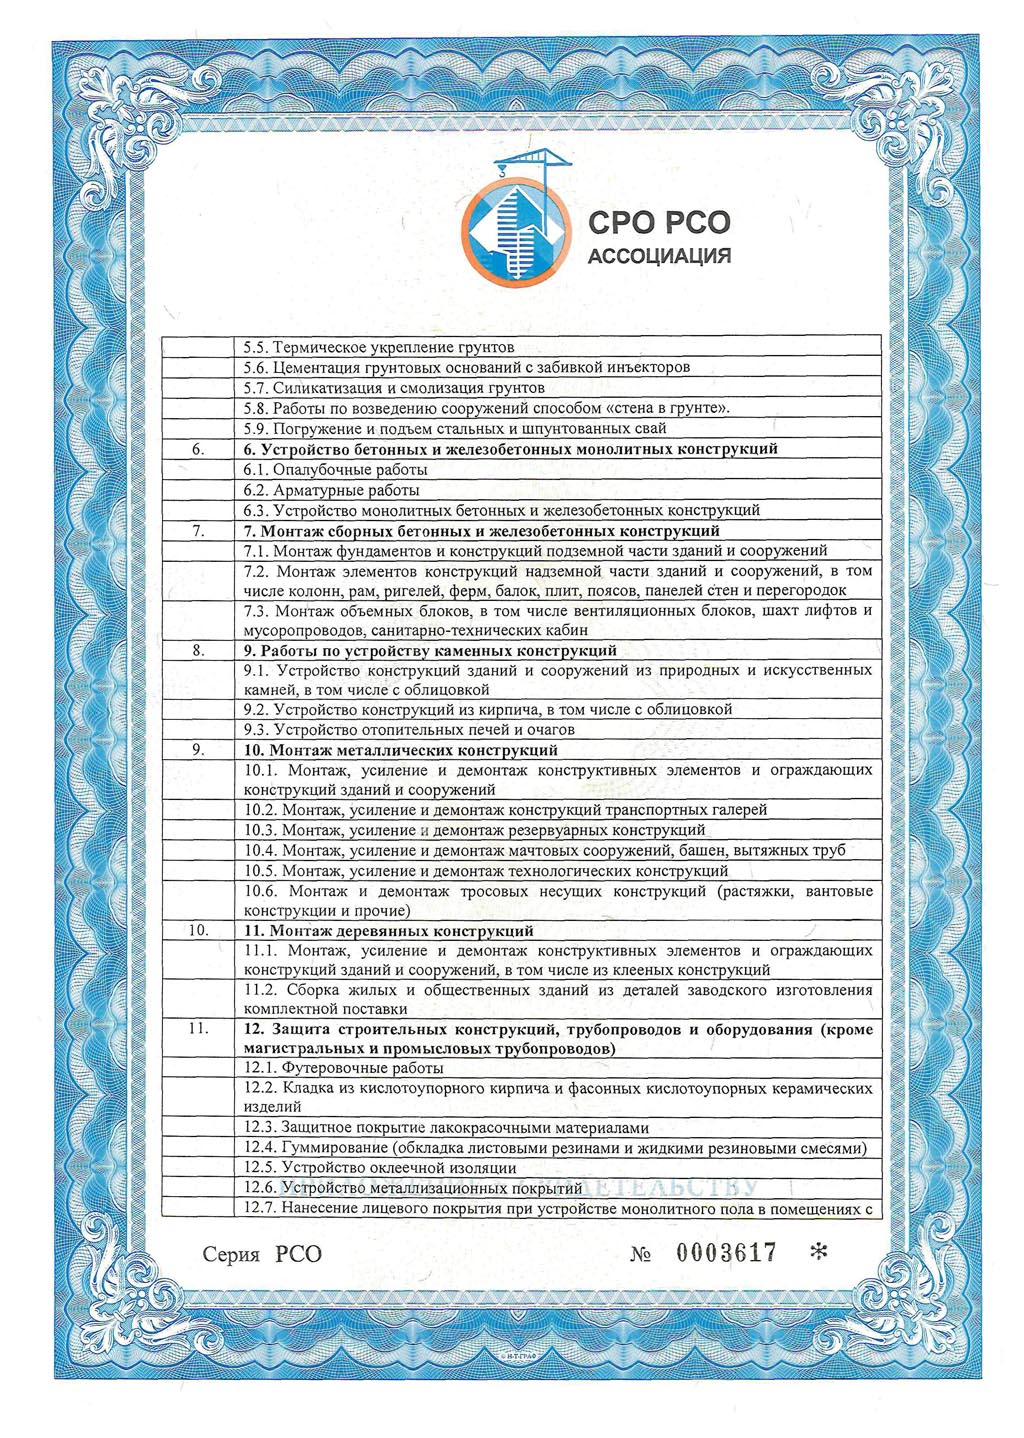 СРО РСО
АССОЦИАЦИЯ
5.5. Термическое укрепление грунтов
5.6. Цементация грунтовых оснований с забивкой инъекторов
5.7. Силикатизация и смолизация грунтов
5.8. Работы по возведению сооружений способом «стена в грунте».
5.9. Погружение и подъем стальных и шпунтованных свай
6. 6. Устройство бетонных и железобетонных монолитных конструкций
6.1. Опалубочные работы
6.2. Арматурные работы
6.3. Устройство монолитных бетонных и железобетонных конструкций
7. 7. Монтаж сборных бетонных и железобетонных конструкций
7.1. Монтаж фундаментов и конструкций подземной части зданий и сооружений
7.2. Монтаж элементов конструкций надземной части зданий и сооружений, в том
числе колонн, рам, ригелей, ферм, балок, плит, поясов, панелей стен и перегородок
7.3. Монтаж объемных блоков, в том числе вентиляционных блоков, шахт лифтов и
мусоропроводов, санитарно-технических кабин
8. 9. Работы по устройству каменных конструкций
9.1. Устройство конструкций зданий и сооружений из природных и искусственных
камней, в том числе с облицовкой
9.2. Устройство конструкций из кирпича, в том числе с облицовкой
9.3. Устройство отопительных печей и очагов
9. 10. Монтаж металлических конструкций
10.1. Монтаж, усиление и демонтаж конструктивных элементов и ограждающих
конструкций зданий и сооружений
10.2. Монтаж, усиление и демонтаж конструкций транспортных галерей
10.3. Монтаж, усиление и демонтаж резервуарных конструкций
10.4. Монтаж, усиление и демонтаж мачтовых сооружений, башен, вытяжных труб
10.5. Монтаж, усиление и демонтаж технологических конструкций
10.6. Монтаж и демонтаж тросовых несущих конструкций (растяжки, вантовые
конструкции и прочие)
10. 11. Монтаж деревянных конструкций
11.1. Монтаж, усиление и демонтаж конструктивных элементов и ограждающих
конструкций зданий и сооружений, в том числе из клееных конструкций
11.2. Сборка жилых и общественных зданий из деталей заводского изготовления
комплектной поставки
11. 12. Защита строительных конструкций, трубопроводов и оборудования (кроме
магистральных и промысловых трубопроводов)
12.1. Футеровочные работы
12.2. Кладка из кислотоупорного кирпича и фасонных кислотоупорных керамических
изделий
12.3. Защитное покрытие лакокрасочными материалами
12.4. Гуммирование (обкладка листовыми резинами и жидкими резиновыми смесями)
12.5. Устройство оклеечной изоляции
12.6. Устройство металлизационных покрытий
12.7. Нанесение лицевого покрытия при устройстве монолитного пола в помещениях с
Серия РСО № 0003617 *
© Н-Т-ГРАФ